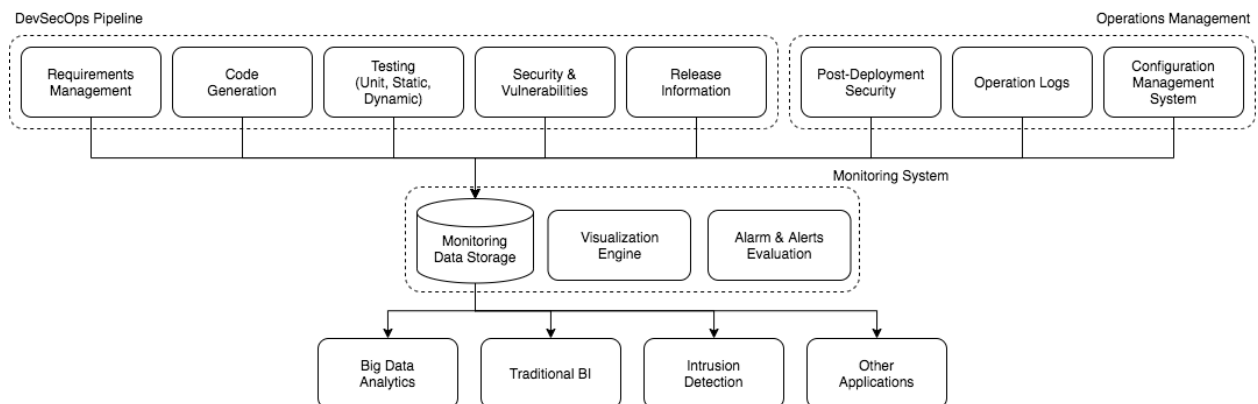 DevSecOps Pipeline
Operations Management
Requirements
Management
Code
Generation
Testing
(Unit, Static,
Dynamic)
Security &
Vulnerabilities
Release
Information
Post-Deployment
Security
Operation Logs
Configuration
Management
System
Monitoring System
Monitoring
Data Storage
Visualization
Engine
Alarm & Alerts
Evaluation
Big Data
Analytics
Traditional BI
Intrusion
Detection
Other
Applications